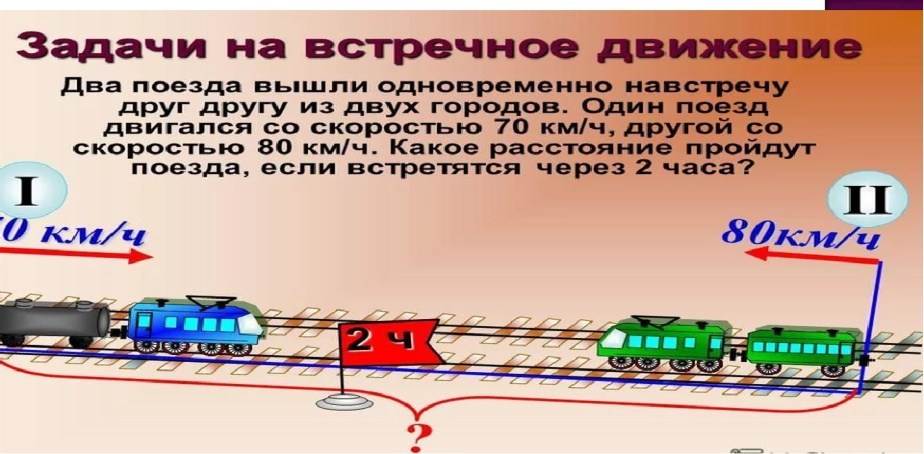 Задачи на встречное движение
Два поезда вышли одновременно навстречу
друг другу из двух городов. Один поезд
двигался со скоростью 70 км/ч, другой со
скоростью 80 км/ч. Какое расстояние пройдут
поезда, если встретятся через 2 часа?
I
II
0 км/ч
80км/ч
2 ч
?